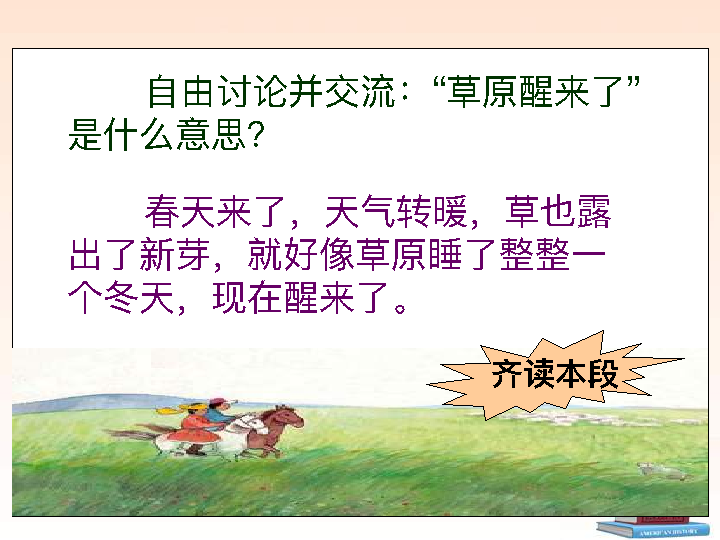 自由讨论并交流：“草原醒来了”
是什么意思？
春天来了，天气转暖，草也露
出了新芽，就好像草原睡了整整一
个冬天，现在醒来了。
齐读本段
AMERICAN HISTORY